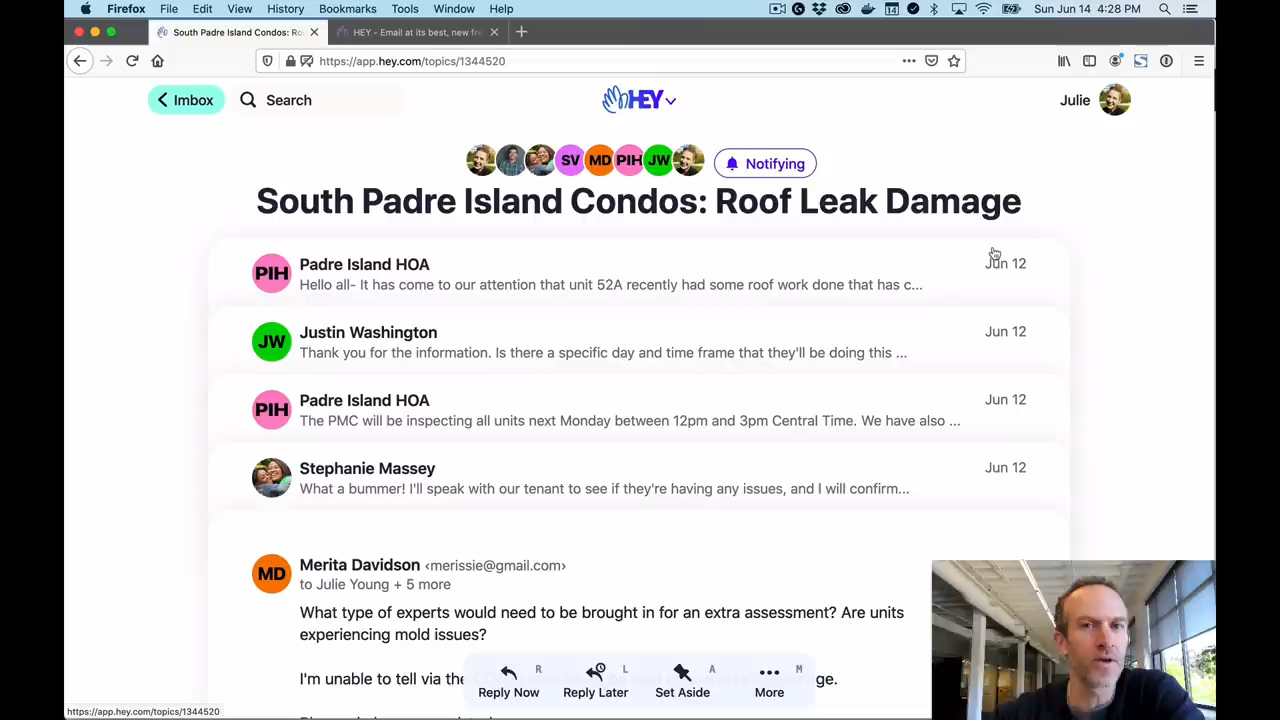 Firefox File Edit View History Bookmarks Tools Window Help 14 Sun Jun 14 4:28 PM
South Padre Island Condos: Ro HEY - Email at its best, new fre
https://app.hey.com/topics/1344520
Imbox Search HEY Julie
SV MD PIH JW Notifying
South Padre Island Condos: Roof Leak Damage
PIH Padre Island HOA Jun 12
Hello all- It has come to our attention that unit 52A recently had some roof work done that has c...
JW Justin Washington Jun 12
Thank you for the information. Is there a specific day and time frame that they'll be doing this ...
PIH Padre Island HOA Jun 12
The PMC will be inspecting all units next Monday between 12pm and 3pm Central Time. We have also ...
Stephanie Massey Jun 12
What a bummer! I'll speak with our tenant to see if they're having any issues, and I will confirm...
MD Merita Davidson <merissie@gmail.com>
to Julie Young + 5 more
What type of experts would need to be brought in for an extra assessment? Are units
experiencing mold issues?
I'm unable to tell via the
R L A M
Reply Now Reply Later Set Aside More
https://app.hey.com/topics/1344520